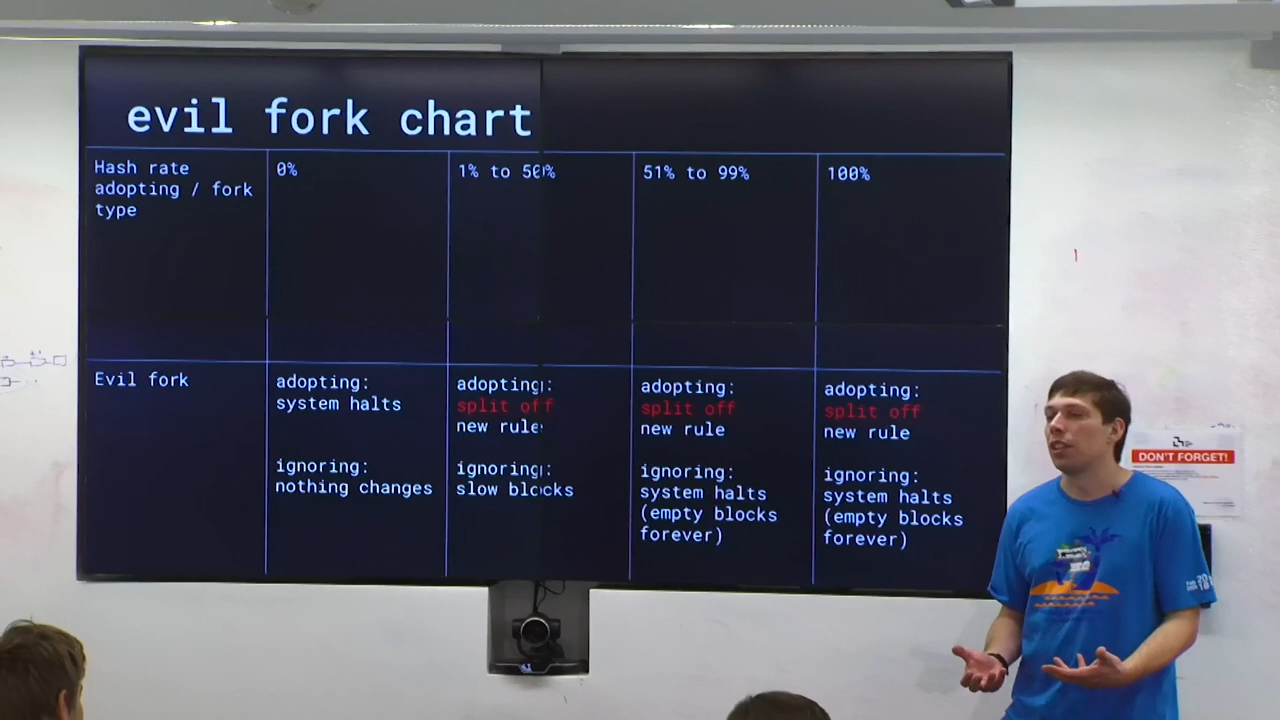 evil fork chart
Hash rate
adopting / fork
type
0%
1% to 50%
51% to 99%
100%
Evil fork
adopting:
system halts
ignoring:
nothing changes
adopting:
split off
new rule
ignoring:
slow blocks
adopting:
split off
new rule
ignoring:
system halts
(empty blocks
forever)
adopting:
split off
new rule
ignoring:
system halts
(empty blocks
forever)
DON'T FORGET!